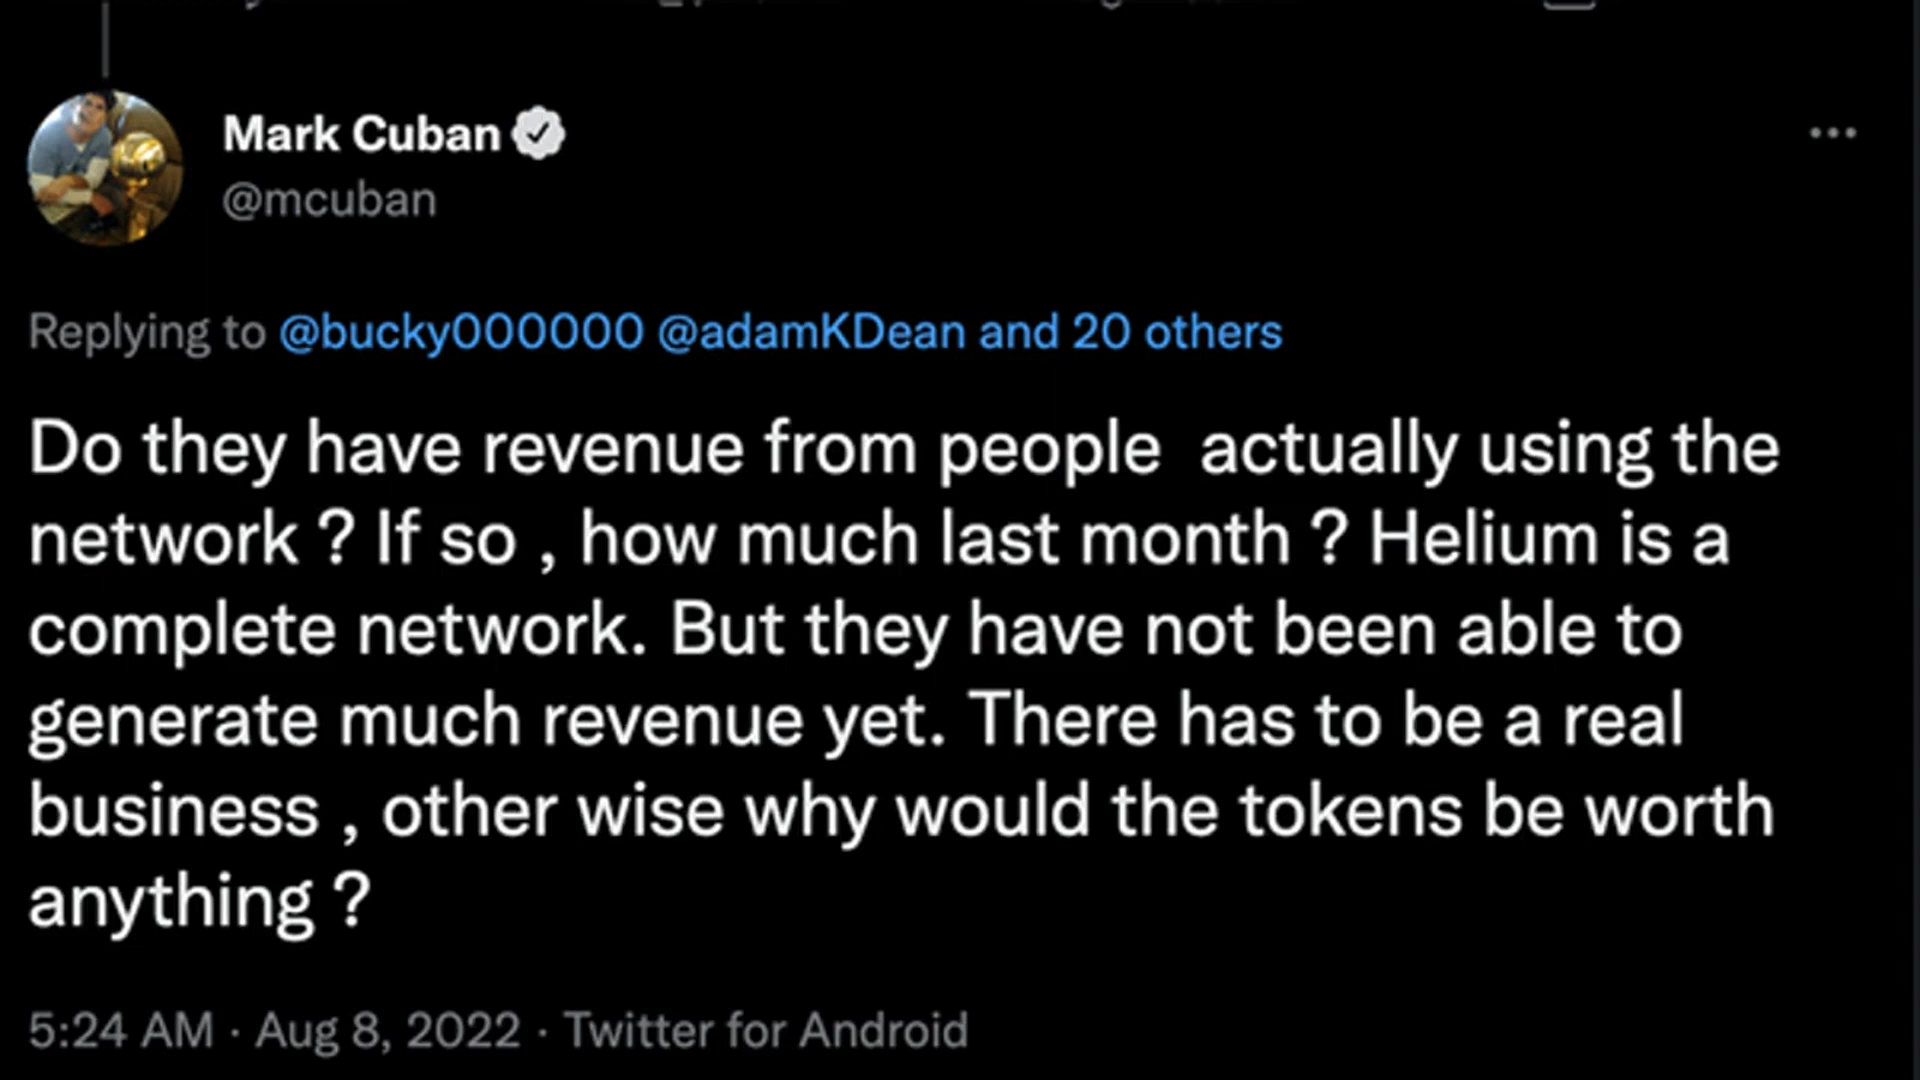 Mark Cuban
@mcuban
Replying to @bucky000000 @adamKDean and 20 others
Do they have revenue from people  actually using the
network ? If so , how much last month ? Helium is a
complete network. But they have not been able to
generate much revenue yet. There has to be a real
business , other wise why would the tokens be worth
anything ?
5:24 AM · Aug 8, 2022 · Twitter for Android